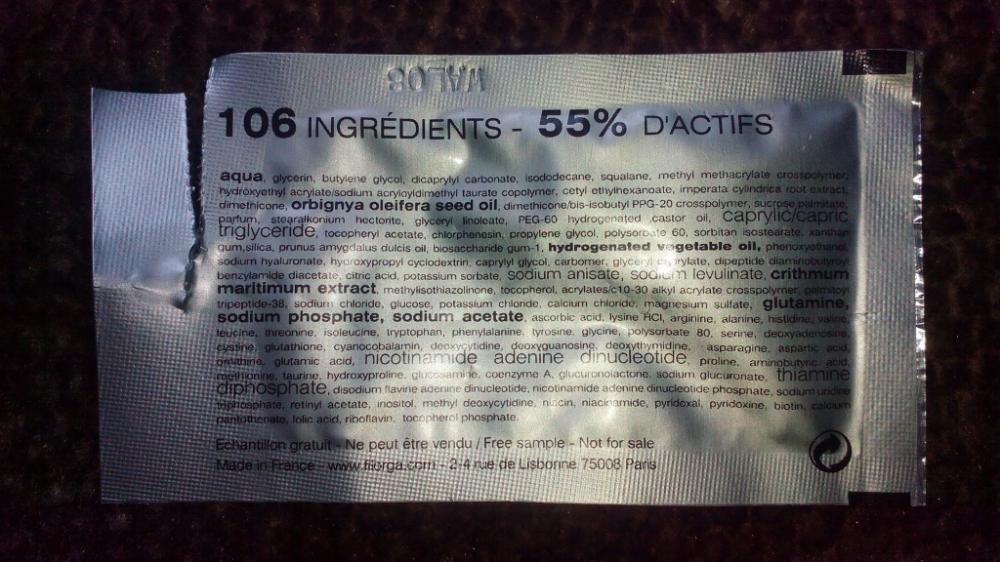 MAL08
106 INGRÉDIENTS - 55% D'ACTIFS
aqua, glycerin, butylene glycol, dicaprylyl carbonate, isododecane, squalane, methyl methacrylate crosspolymer,
hydroxyethyl acrylate/sodium acryloyldimethyl taurate copolymer, cetyl ethylhexanoate, imperata cylindrica root extract,
dimethicone, orbignya oleifera seed oil, dimethicone/bis-isobutyl PPG-20 crosspolymer, sucrose palmitate,
parfum, stearalkonium hectorite, glyceryl linoleate, PEG-60 hydrogenated castor oil, caprylic/capric
triglyceride, tocopheryl acetate, chlorphenesin, propylene glycol, polysorbate 60, sorbitan isostearate, xanthan
gum,silica, prunus amygdalus dulcis oil, biosaccharide gum-1, hydrogenated vegetable oil, phenoxyethanol,
sodium hyaluronate, hydroxypropyl cyclodextrin, caprylyl glycol, carbomer, glyceryl caprylate, dipeptide diaminobutyroyl
benzylamide diacetate, citric acid, potassium sorbate, sodium anisate, sodium levulinate, crithmum
maritimum extract, methylisothiazolinone, tocopherol, acrylates/c10-30 alkyl acrylate crosspolymer, palmitoyl
tripeptide-38, sodium chloride, glucose, potassium chloride, calcium chloride, magnesium sulfate, glutamine,
sodium phosphate, sodium acetate, ascorbic acid, lysine HCl, arginine, alanine, histidine, valine,
leucine, threonine, isoleucine, tryptophan, phenylalanine, tyrosine, glycine, polysorbate 80, serine, deoxyadenosine,
cystine, glutathione, cyanocobalamin, deoxycytidine, deoxyguanosine, deoxythymidine, asparagine, aspartic acid,
ornithine, glutamic acid, nicotinamide adenine dinucleotide, proline, aminobutyric acid,
methionine, taurine, hydroxyproline, glucosamine, coenzyme A, glucuronolactone, sodium glucuronate, thiamine
diphosphate, disodium flavine adenine dinucleotide, nicotinamide adenine dinucleotide phosphate, sodium uridine
triphosphate, retinyl acetate, inositol, methyl deoxycytidine, niacin, niacinamide, pyridoxal, pyridoxine, biotin, calcium
pantothenate, folic acid, riboflavin, tocopherol phosphate.
Echantillon gratuit - Ne peut être vendu / Free sample - Not for sale
Made in France - www.filorga.com - 2-4 rue de Lisbonne 75008 Paris